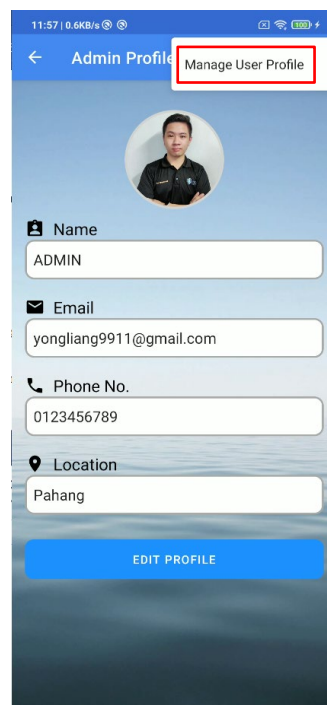 11:57 | 0.6KB/s
100
Admin Profile
Manage User Profile
Name
ADMIN
Email
yongliang9911@gmail.com
Phone No.
0123456789
Location
Pahang
EDIT PROFILE